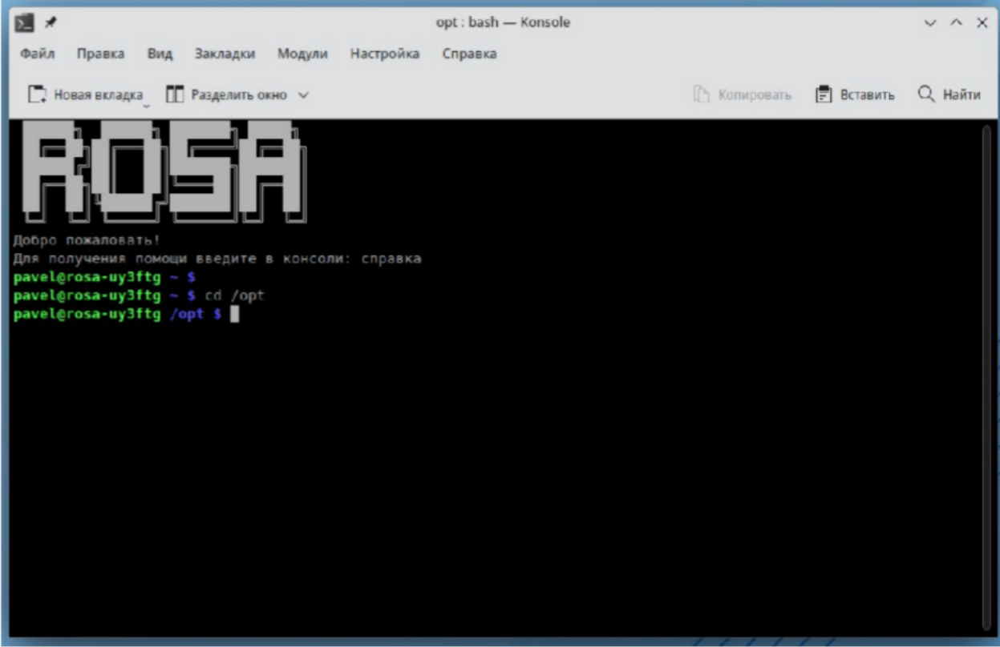 opt : bash — Konsole
Файл Правка Вид Закладки Модули Настройка Справка
Новая вкладка Разделить окно Копировать Вставить Найти
ROSA
Добро пожаловать!
Для получения помощи введите в консоли: справка
pavel@rosa-uy3ftg ~ $
pavel@rosa-uy3ftg ~ $ cd /opt
pavel@rosa-uy3ftg /opt $